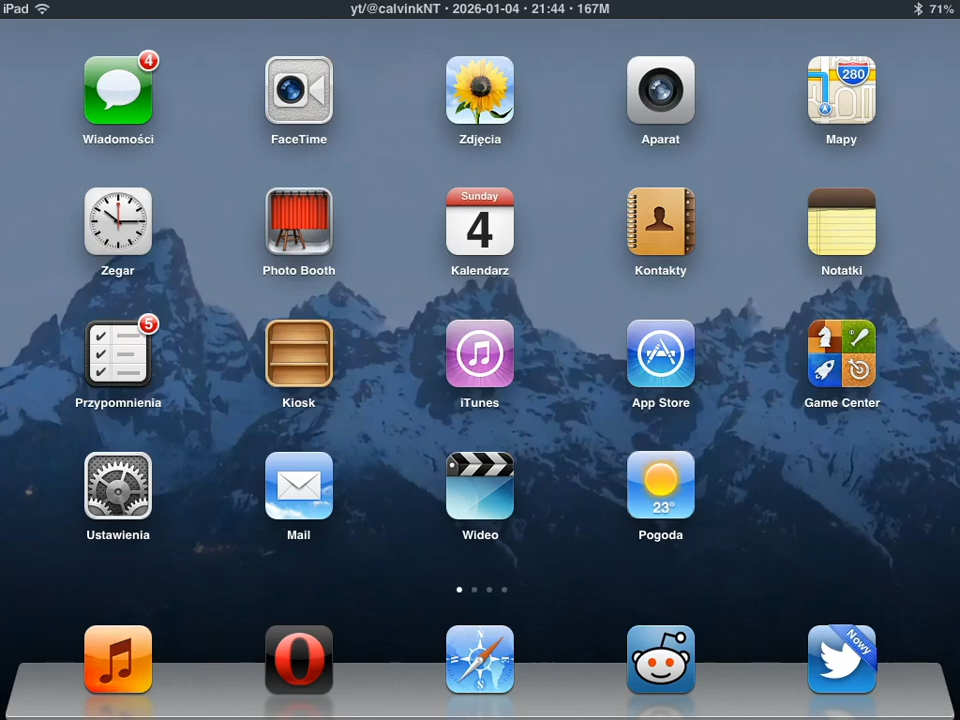 iPad
yt/@calvinkNT • 2026-01-04 • 21:44 • 167M
71%
4
280
Wiadomości
FaceTime
Zdjęcia
Aparat
Mapy
Sunday
4
Zegar
Photo Booth
Kalendarz
Kontakty
Notatki
5
Przypomnienia
Kiosk
iTunes
App Store
Game Center
23°
Ustawienia
Mail
Wideo
Pogoda
Nowy